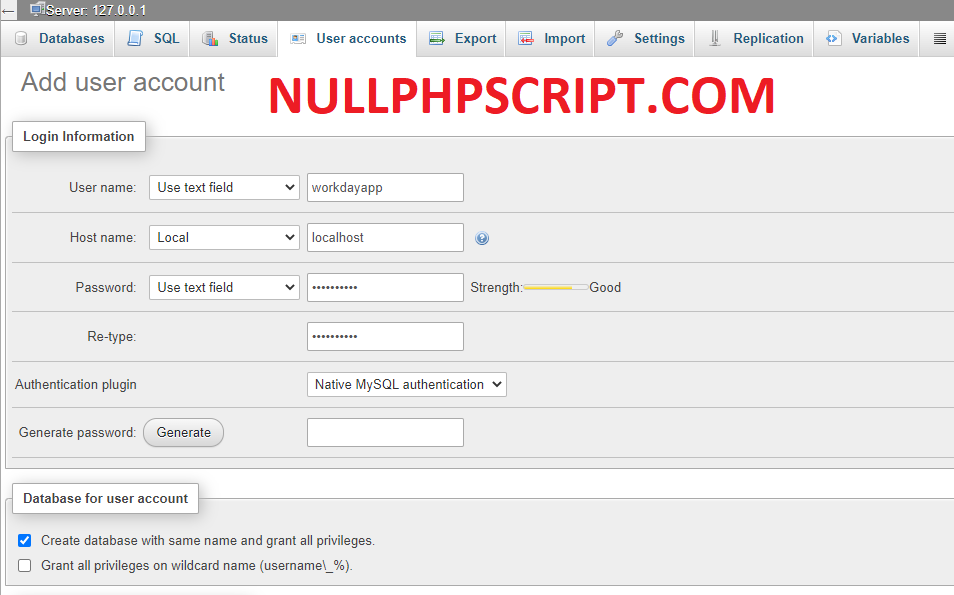 Server: 127.0.0.1
Databases SQL Status User accounts Export Import Settings Replication Variables
Add user account
NULLPHPSCRIPT.COM
Login Information
User name: Use text field workdayapp
Host name: Local localhost
Password: Use text field •••••••••• Strength: Good
Re-type: ••••••••••
Authentication plugin Native MySQL authentication
Generate password: Generate
Database for user account
Create database with same name and grant all privileges.
Grant all privileges on wildcard name (username\_%).